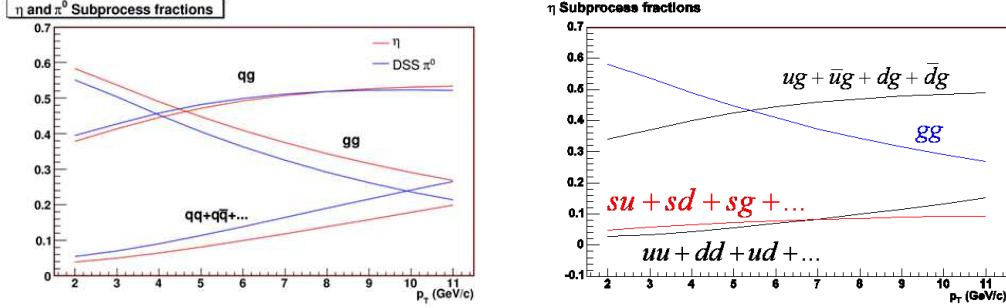 η and π⁰ Subprocess fractions
0.7
0.6
0.5
0.4
0.3
0.2
0.1
0
η
DSS π⁰
qg
gg
qq+qq̅+...
2 3 4 5 6 7 8 9 10 11
p_T (GeV/c)
η Subprocess fractions
0.7
0.6
0.5
0.4
0.3
0.2
0.1
0
-0.1
ug + u̅g + dg + d̅g
gg
su + sd + sg + ...
uu + dd + ud + ...
2 3 4 5 6 7 8 9 10 11
p_T (GeV/c)